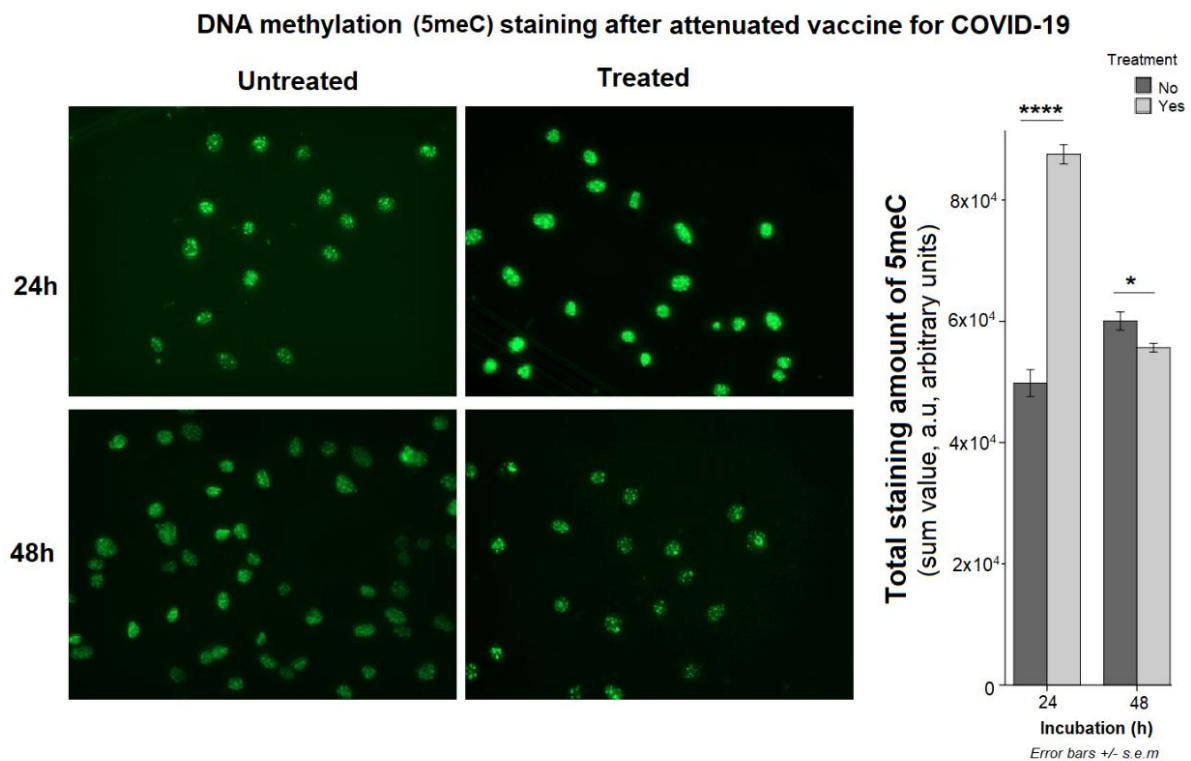 DNA methylation (5meC) staining after attenuated vaccine for COVID-19
Untreated
Treated
24h
48h
Treatment
No
Yes
****
*
Total staining amount of 5meC
(sum value, a.u, arbitrary units)
8x10⁴
6x10⁴
4x10⁴
2x10⁴
0
24
48
Incubation (h)
Error bars +/- s.e.m